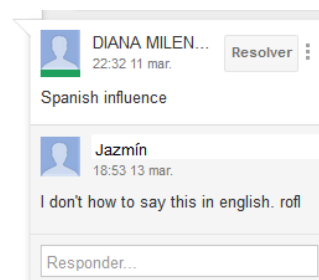 DIANA MILEN...
Resolver
22:32 11 mar.
Spanish influence
Jazmín
18:53 13 mar.
I don't how to say this in english. rofl
Responder...